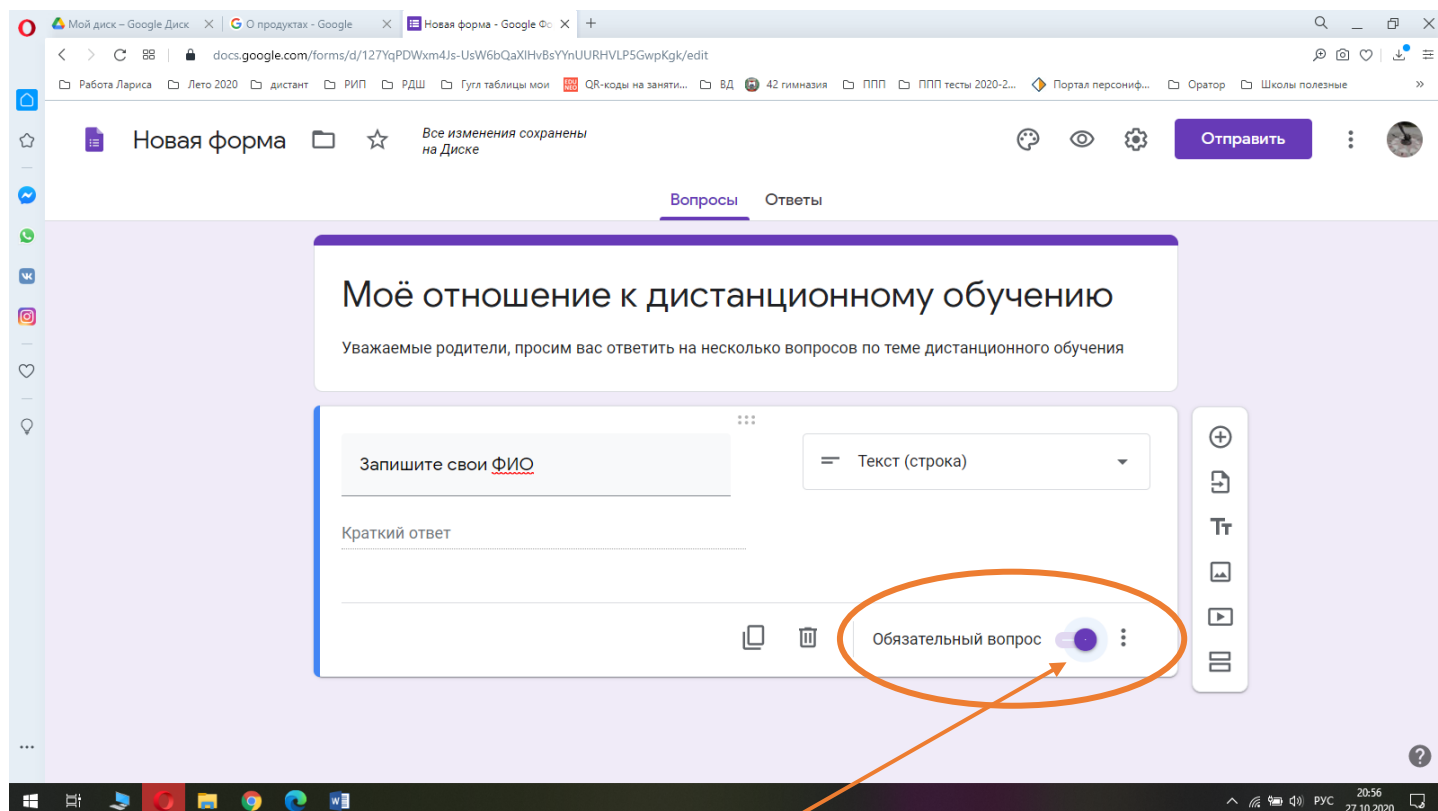 Мой диск – Google Диск
О продуктах - Google
Новая форма - Google Фо
docs.google.com/forms/d/127YqPDWxm4Js-UsW6bQaXIHvBsYYnUURHVLP5GwpKgk/edit
Работа Лариса Лето 2020 дистант РИП РДШ Гугл таблицы мои QR-коды на заняти... ВД 42 гимназия ППП ППП тесты 2020-2... Портал персониф... Оратор Школы полезные »
Новая форма
Все изменения сохранены
на Диске
Отправить
Вопросы Ответы
Моё отношение к дистанционному обучению
Уважаемые родители, просим вас ответить на несколько вопросов по теме дистанционного обучения
Запишите свои ФИО
Текст (строка)
Краткий ответ
Обязательный вопрос
РУС
20:56
27.10.2020